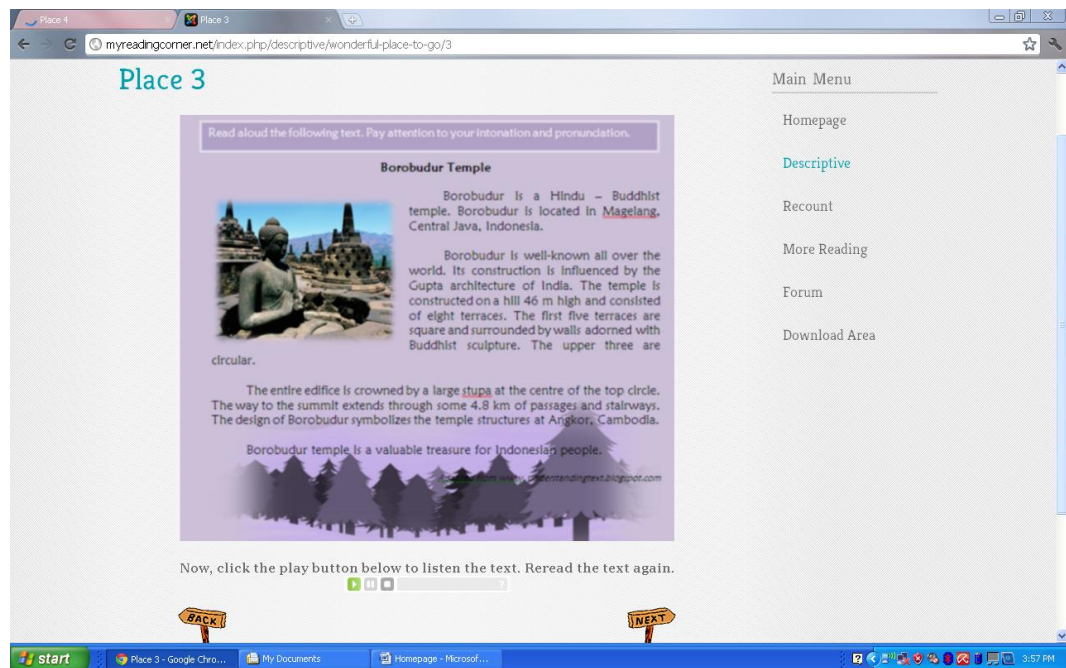 Place 4
Place 3
myreadingcorner.net/index.php/descriptive/wonderful-place-to-go/3
Place 3
Read aloud the following text. Pay attention to your intonation and pronunciation.
Borobudur Temple
Borobudur is a Hindu – Buddhist
temple. Borobudur is located in Magelang,
Central Java, Indonesia.
Borobudur is well-known all over the
world. Its construction is influenced by the
Gupta architecture of India. The temple is
constructed on a hill 46 m high and consisted
of eight terraces. The first five terraces are
square and surrounded by walls adorned with
Buddhist sculpture. The upper three are
circular.
The entire edifice is crowned by a large stupa at the centre of the top circle.
The way to the summit extends through some 4.8 km of passages and stairways.
The design of Borobudur symbolizes the temple structures at Angkor, Cambodia.
Borobudur temple is a valuable treasure for Indonesian people.
Now, click the play button below to listen the text. Reread the text again.
?
BACK
NEXT
Main Menu
Homepage
Descriptive
Recount
More Reading
Forum
Download Area
start
Place 3 - Google Chro...
My Documents
Homepage - Microsof...
3:57 PM